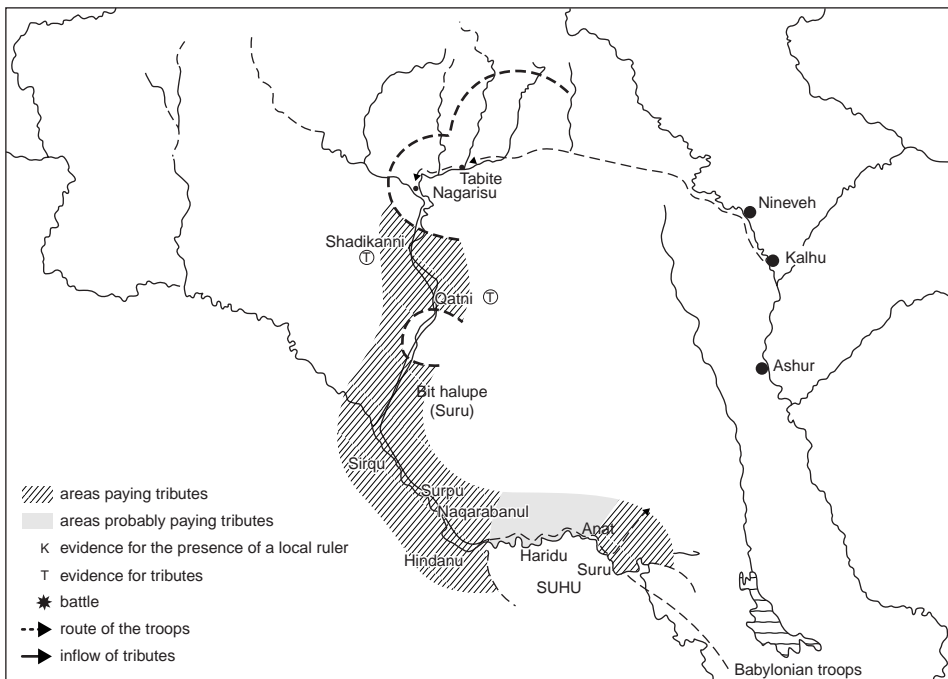 Tabite
Nagarisu
Nineveh
Shadikanni
T
Kalhu
Qatni
T
Ashur
Bit halupe
(Suru)
Sirqu
Surpu
Naqarabanul
Anat
Haridu
Hindanu
Suru
SUHU
Babylonian troops
areas paying tributes
areas probably paying tributes
K evidence for the presence of a local ruler
T evidence for tributes
battle
route of the troops
inflow of tributes